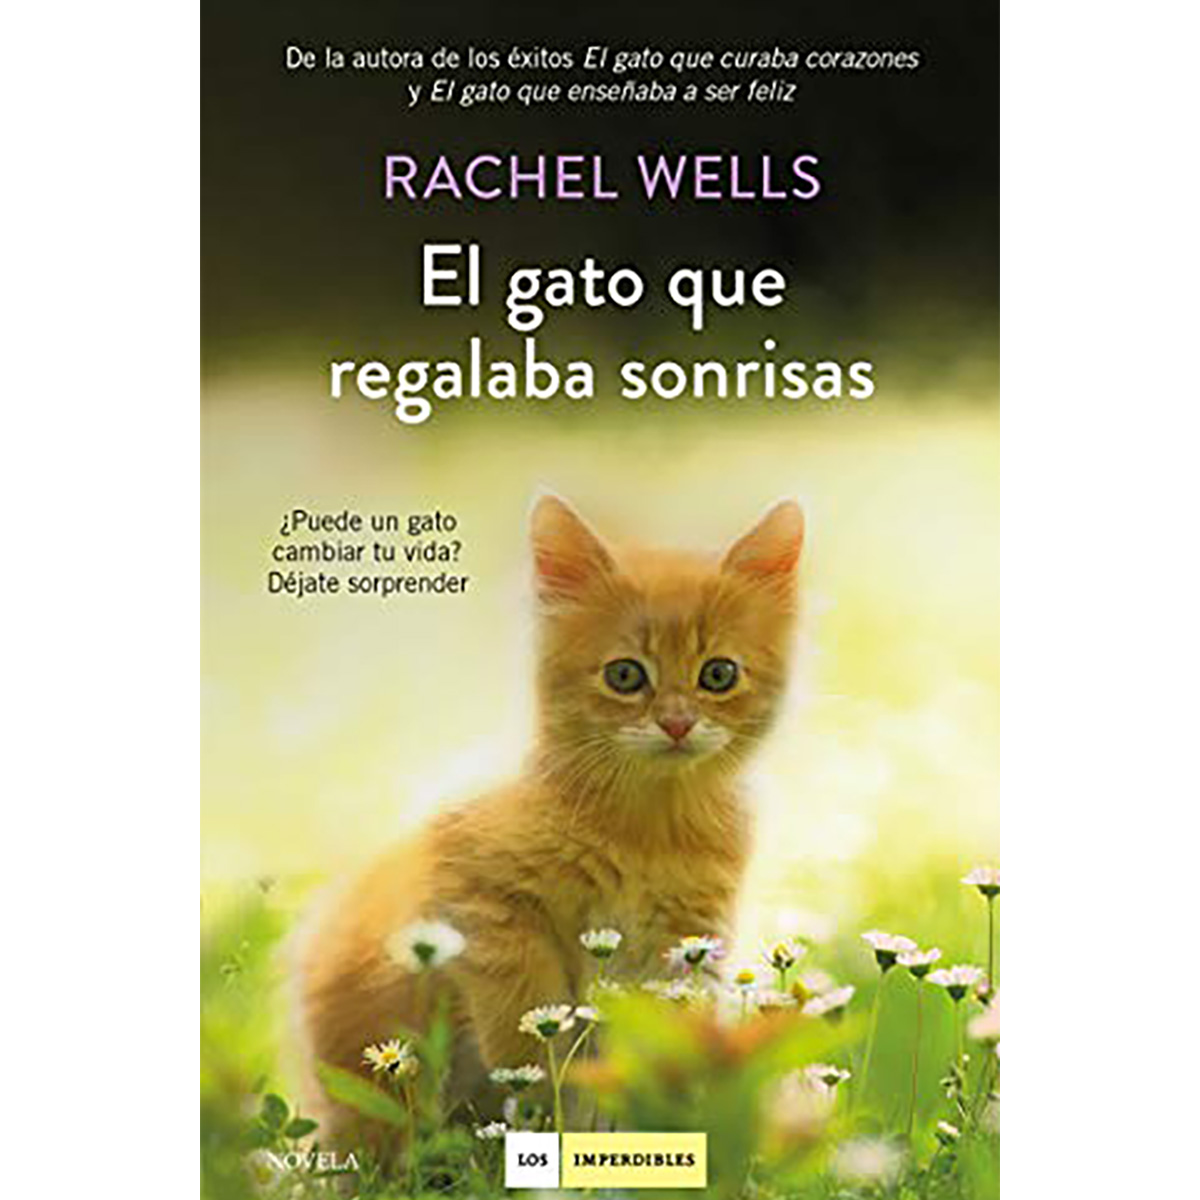 De la autora de los éxitos El gato que curaba corazones
y El gato que enseñaba a ser feliz
RACHEL WELLS
El gato que
regalaba sonrisas
¿Puede un gato
cambiar tu vida?
Déjate sorprender
NOVELA
LOS IMPERDIBLES